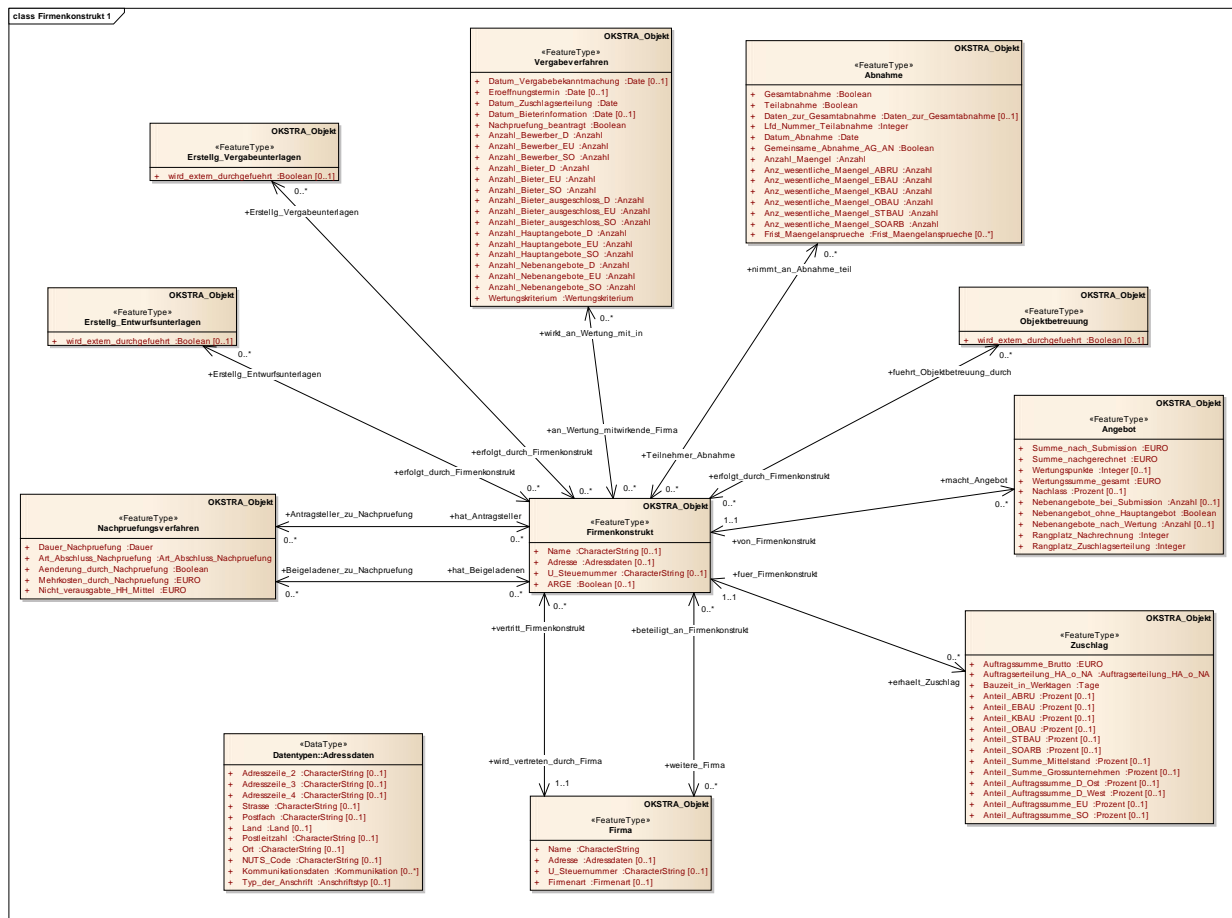 class Firmenkonstrukt 1
OKSTRA_Objekt
«FeatureType»
Vergabeverfahren
+ Datum_Vergabebekanntmachung :Date [0..1]
+ Eroeffnungstermin :Date [0..1]
+ Datum_Zuschlagserteilung :Date
+ Datum_Bieterinformation :Date [0..1]
+ Nachpruefung_beantragt :Boolean
+ Anzahl_Bewerber_D :Anzahl
+ Anzahl_Bewerber_EU :Anzahl
+ Anzahl_Bewerber_SO :Anzahl
+ Anzahl_Bieter_D :Anzahl
+ Anzahl_Bieter_EU :Anzahl
+ Anzahl_Bieter_SO :Anzahl
+ Anzahl_Bieter_ausgeschloss_D :Anzahl
+ Anzahl_Bieter_ausgeschloss_EU :Anzahl
+ Anzahl_Bieter_ausgeschloss_SO :Anzahl
+ Anzahl_Hauptangebote_D :Anzahl
+ Anzahl_Hauptangebote_EU :Anzahl
+ Anzahl_Hauptangebote_SO :Anzahl
+ Anzahl_Nebenangebote_D :Anzahl
+ Anzahl_Nebenangebote_EU :Anzahl
+ Anzahl_Nebenangebote_SO :Anzahl
+ Wertungskriterium :Wertungskriterium
OKSTRA_Objekt
«FeatureType»
Abnahme
+ Gesamtabnahme :Boolean
+ Teilabnahme :Boolean
+ Daten_zur_Gesamtabnahme :Daten_zur_Gesamtabnahme [0..1]
+ Lfd_Nummer_Teilabnahme :Integer
+ Datum_Abnahme :Date
+ Gemeinsame_Abnahme_AG_AN :Boolean
+ Anzahl_Maengel :Anzahl
+ Anz_wesentliche_Maengel_ABRU :Anzahl
+ Anz_wesentliche_Maengel_EBAU :Anzahl
+ Anz_wesentliche_Maengel_KBAU :Anzahl
+ Anz_wesentliche_Maengel_OBAU :Anzahl
+ Anz_wesentliche_Maengel_STBAU :Anzahl
+ Anz_wesentliche_Maengel_SOARB :Anzahl
+ Frist_Maengelansprueche :Frist_Maengelansprueche [0..*]
OKSTRA_Objekt
«FeatureType»
Erstellg_Vergabeunterlagen
+ wird_extern_durchgefuehrt :Boolean [0..1]
0..*
+Erstellg_Vergabeunterlagen
0..*
+nimmt_an_Abnahme_teil
OKSTRA_Objekt
«FeatureType»
Erstellg_Entwurfsunterlagen
+ wird_extern_durchgefuehrt :Boolean [0..1]
0..*
+Erstellg_Entwurfsunterlagen
0..*
+wirkt_an_Wertung_mit_in
OKSTRA_Objekt
«FeatureType»
Objektbetreuung
+ wird_extern_durchgefuehrt :Boolean [0..1]
0..*
+fuehrt_Objektbetreuung_durch
OKSTRA_Objekt
«FeatureType»
Angebot
+ Summe_nach_Submission :EURO
+ Summe_nachgerechnet :EURO
+ Wertungspunkte :Integer [0..1]
+ Wertungssumme_gesamt :EURO
+ Nachlass :Prozent [0..1]
+ Nebenangebote_bei_Submission :Anzahl [0..1]
+ Nebenangebot_ohne_Hauptangebot :Boolean
+ Nebenangebote_nach_Wertung :Anzahl [0..1]
+ Rangplatz_Nachrechnung :Integer
+ Rangplatz_Zuschlagserteilung :Integer
+an_Wertung_mitwirkende_Firma
+erfolgt_durch_Firmenkonstrukt
+Teilnehmer_Abnahme
+erfolgt_durch_Firmenkonstrukt
+erfolgt_durch_Firmenkonstrukt
0..*
0..*
0..*
0..*
0..*
+macht_Angebot
0..*
1..1
+von_Firmenkonstrukt
OKSTRA_Objekt
«FeatureType»
Nachpruefungsverfahren
+ Dauer_Nachpruefung :Dauer
+ Art_Abschluss_Nachpruefung :Art_Abschluss_Nachpruefung
+ Aenderung_durch_Nachpruefung :Boolean
+ Mehrkosten_durch_Nachpruefung :EURO
+ Nicht_verausgabte_HH_Mittel :EURO
+Antragsteller_zu_Nachpruefung
0..*
+hat_Antragsteller
0..*
+Beigeladener_zu_Nachpruefung
0..*
+hat_Beigeladenen
0..*
OKSTRA_Objekt
«FeatureType»
Firmenkonstrukt
+ Name :CharacterString [0..1]
+ Adresse :Adressdaten [0..1]
+ U_Steuernummer :CharacterString [0..1]
+ ARGE :Boolean [0..1]
+fuer_Firmenkonstrukt
1..1
0..*
+erhaelt_Zuschlag
OKSTRA_Objekt
«FeatureType»
Zuschlag
+ Auftragssumme_Brutto :EURO
+ Auftragserteilung_HA_o_NA :Auftragserteilung_HA_o_NA
+ Bauzeit_in_Werktagen :Tage
+ Anteil_ABRU :Prozent [0..1]
+ Anteil_EBAU :Prozent [0..1]
+ Anteil_KBAU :Prozent [0..1]
+ Anteil_OBAU :Prozent [0..1]
+ Anteil_STBAU :Prozent [0..1]
+ Anteil_SOARB :Prozent [0..1]
+ Anteil_Summe_Mittelstand :Prozent [0..1]
+ Anteil_Summe_Grossunternehmen :Prozent [0..1]
+ Anteil_Auftragssumme_D_Ost :Prozent [0..1]
+ Anteil_Auftragssumme_D_West :Prozent [0..1]
+ Anteil_Auftragssumme_EU :Prozent [0..1]
+ Anteil_Auftragssumme_SO :Prozent [0..1]
0..*
+vertritt_Firmenkonstrukt
0..*
+beteiligt_an_Firmenkonstrukt
+wird_vertreten_durch_Firma
1..1
+weitere_Firma
0..*
«DataType»
Datentypen::Adressdaten
+ Adresszeile_2 :CharacterString [0..1]
+ Adresszeile_3 :CharacterString [0..1]
+ Adresszeile_4 :CharacterString [0..1]
+ Strasse :CharacterString [0..1]
+ Postfach :CharacterString [0..1]
+ Land :Land [0..1]
+ Postleitzahl :CharacterString [0..1]
+ Ort :CharacterString [0..1]
+ NUTS_Code :CharacterString [0..1]
+ Kommunikationsdaten :Kommunikation [0..*]
+ Typ_der_Anschrift :Anschriftstyp [0..1]
OKSTRA_Objekt
«FeatureType»
Firma
+ Name :CharacterString
+ Adresse :Adressdaten [0..1]
+ U_Steuernummer :CharacterString [0..1]
+ Firmenart :Firmenart [0..1]